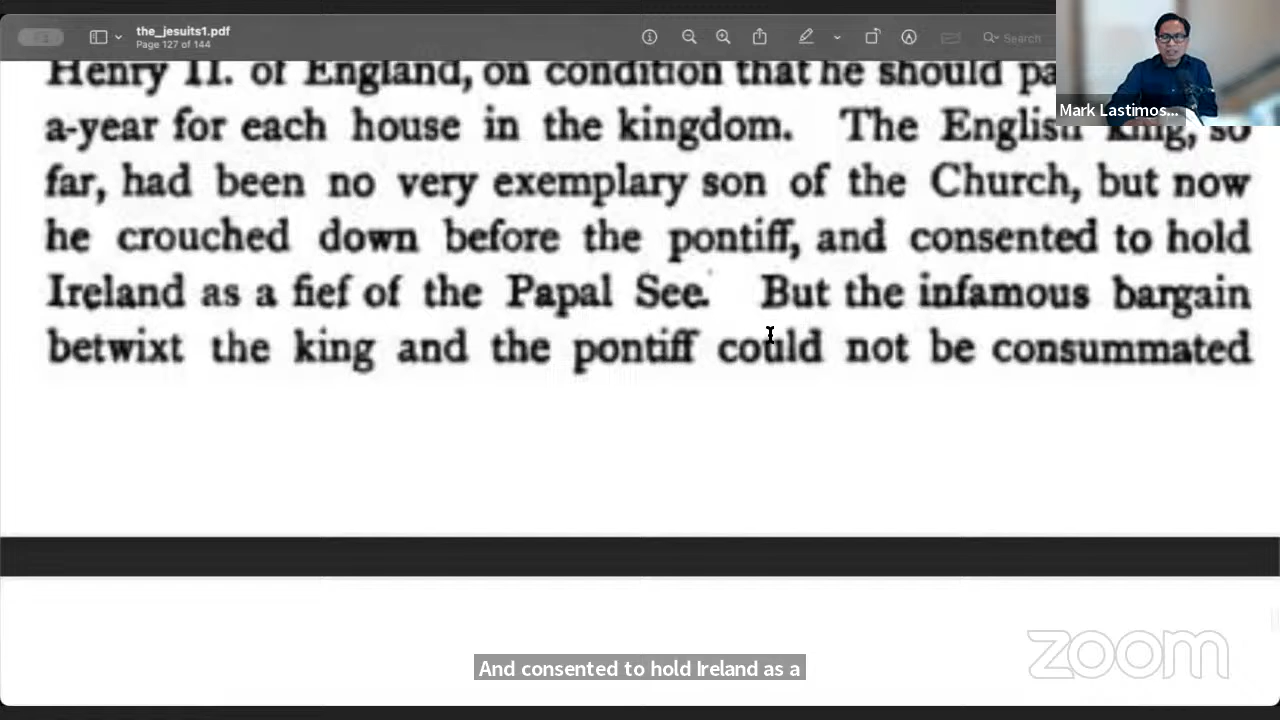 the_jesuits1.pdf
Page 127 of 144
Search
Henry II. of England, on condition that he should pa
a-year for each house in the kingdom. The English king, so
far, had been no very exemplary son of the Church, but now
he crouched down before the pontiff, and consented to hold
Ireland as a fief of the Papal See. But the infamous bargain
betwixt the king and the pontiff could not be consummated
Mark Lastimos...
And consented to hold Ireland as a
zoom